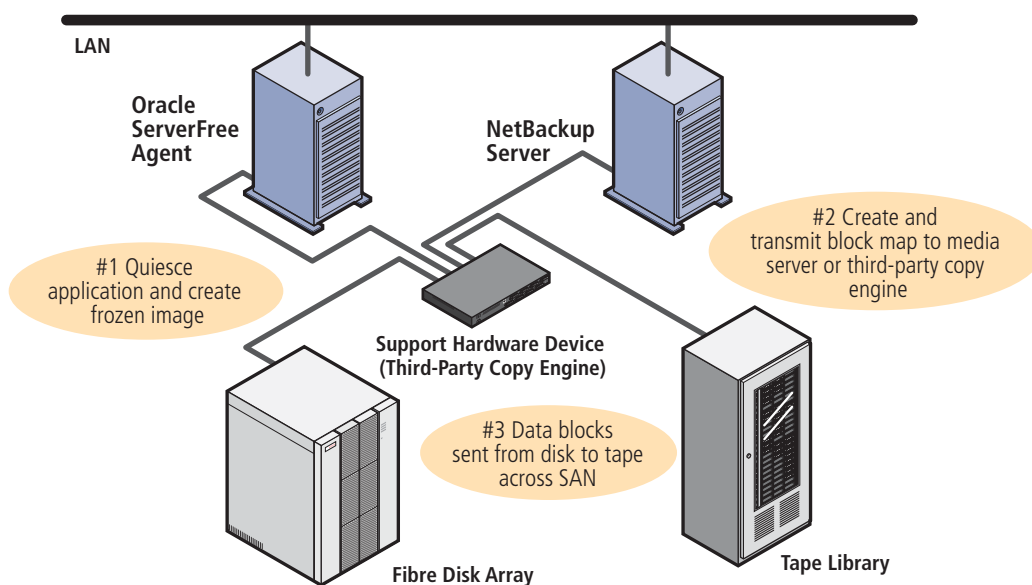 LAN
Oracle
ServerFree
Agent
NetBackup
Server
#1 Quiesce
application and create
frozen image
#2 Create and
transmit block map to media
server or third-party copy
engine
Support Hardware Device
(Third-Party Copy Engine)
#3 Data blocks
sent from disk to tape
across SAN
Fibre Disk Array
Tape Library